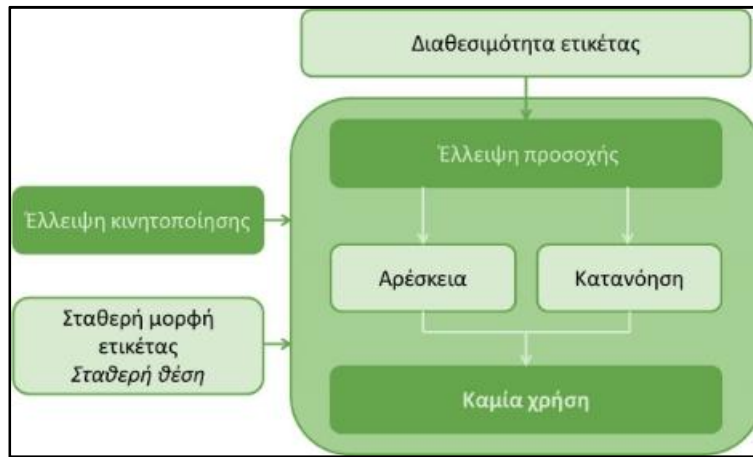 Διαθεσιμότητα ετικέτας
Έλλειψη προσοχής
Έλλειψη κινητοποίησης
Αρέσκεια
Κατανόηση
Σταθερή μορφή
ετικέτας
Σταθερή θέση
Καμία χρήση